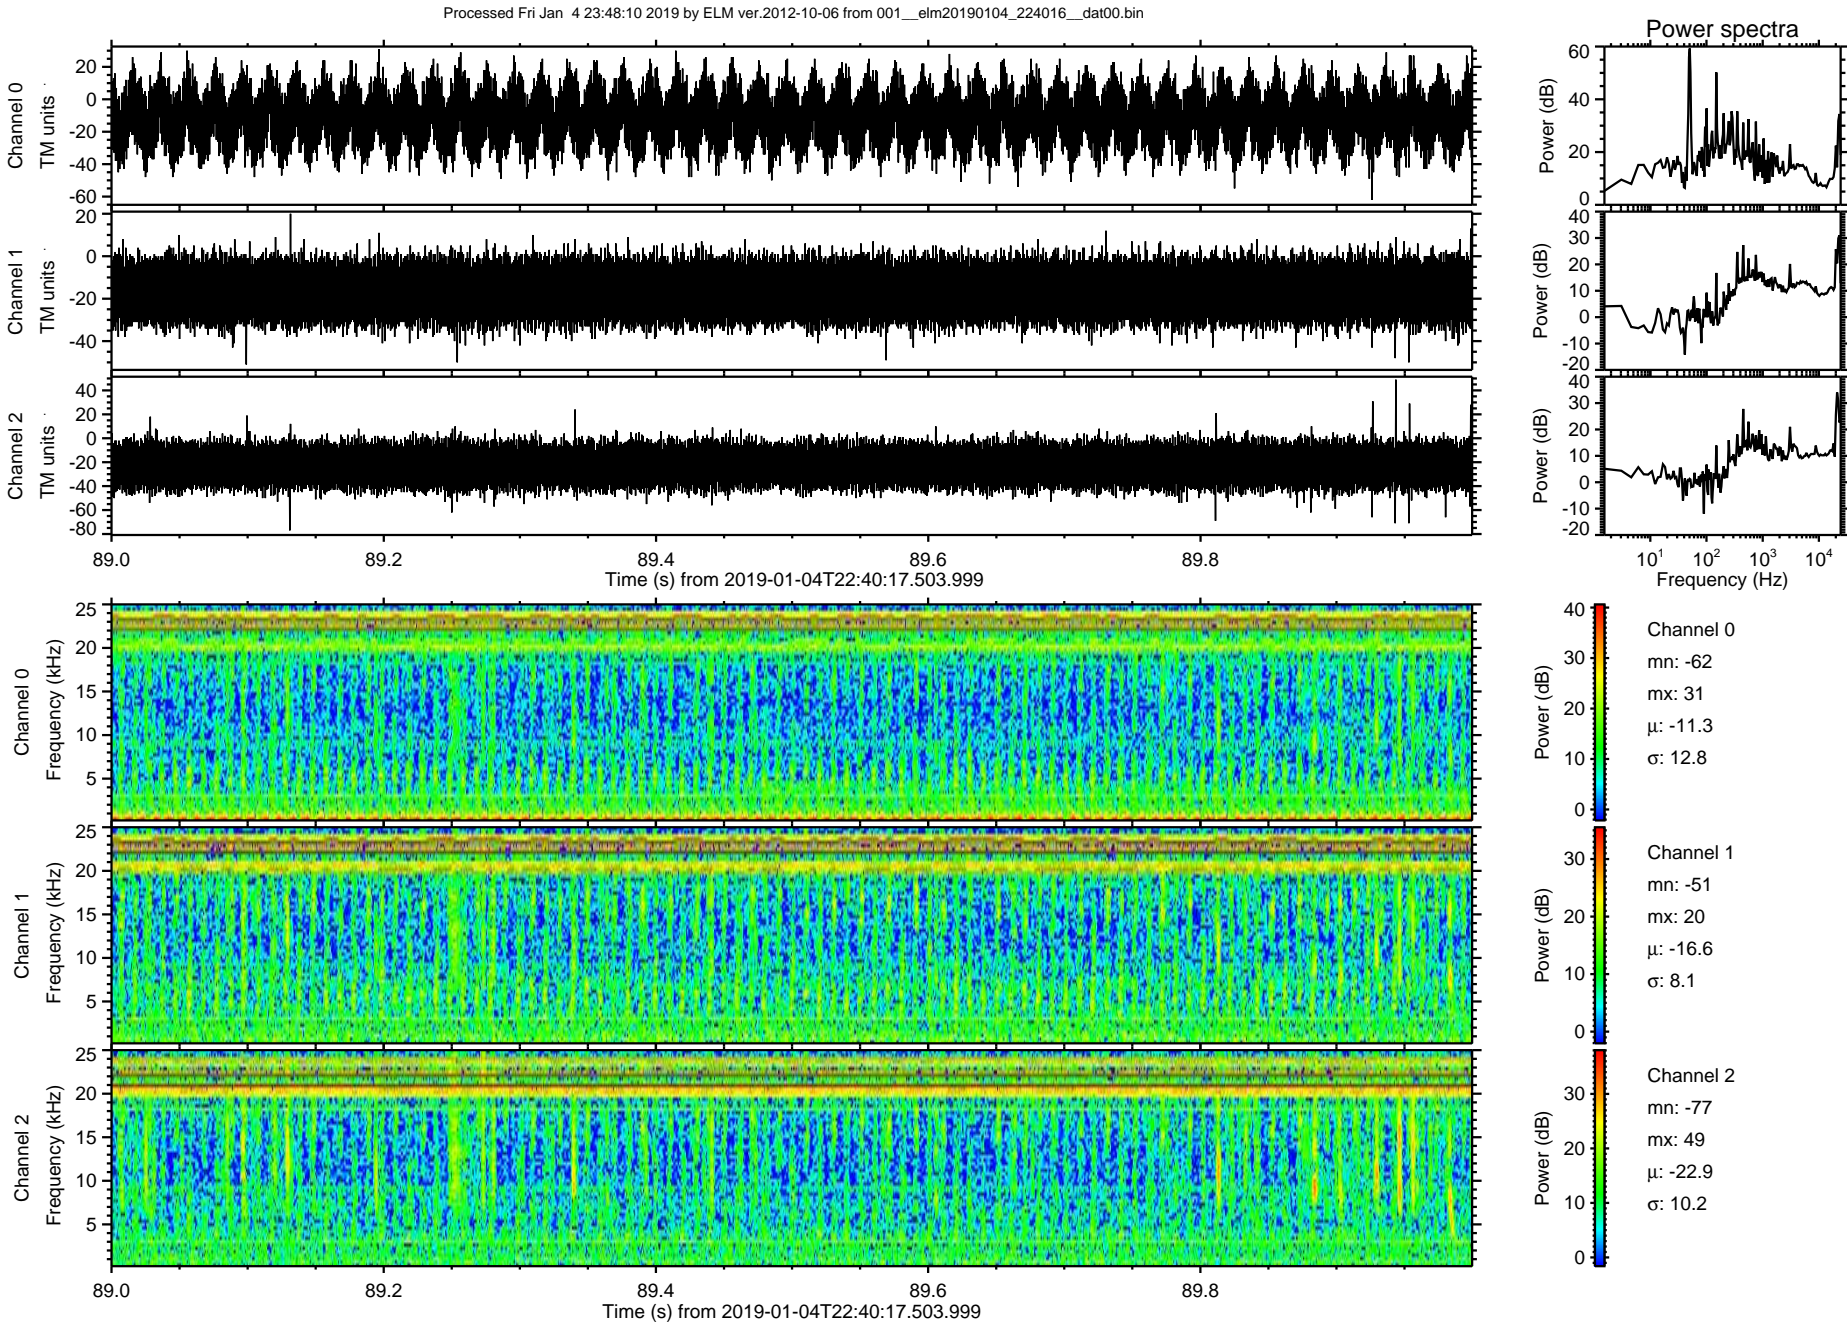 Processed Fri Jan  4 23:48:10 2019 by ELM ver.2012-10-06 from 001__elm20190104_224016__dat00.bin
Power spectra
Channel 0
TM units
20
0
-20
-40
-60
Power (dB)
60
40
20
0
Channel 1
TM units
20
0
-20
-40
Power (dB)
40
30
20
10
0
-10
-20
Channel 2
TM units
40
20
0
-20
-40
-60
-80
Power (dB)
40
30
20
10
0
-10
-20
89.0 89.2 89.4 89.6 89.8
Time (s) from 2019-01-04T22:40:17.503.999
10¹ 10² 10³ 10⁴
Frequency (Hz)
Channel 0
Frequency (kHz)
25
20
15
10
5
Power (dB)
40
30
20
10
0
Channel 0
mn: -62
mx: 31
μ: -11.3
σ: 12.8
Channel 1
Frequency (kHz)
25
20
15
10
5
Power (dB)
30
20
10
0
Channel 1
mn: -51
mx: 20
μ: -16.6
σ: 8.1
Channel 2
Frequency (kHz)
25
20
15
10
5
Power (dB)
30
20
10
0
Channel 2
mn: -77
mx: 49
μ: -22.9
σ: 10.2
89.0 89.2 89.4 89.6 89.8
Time (s) from 2019-01-04T22:40:17.503.999